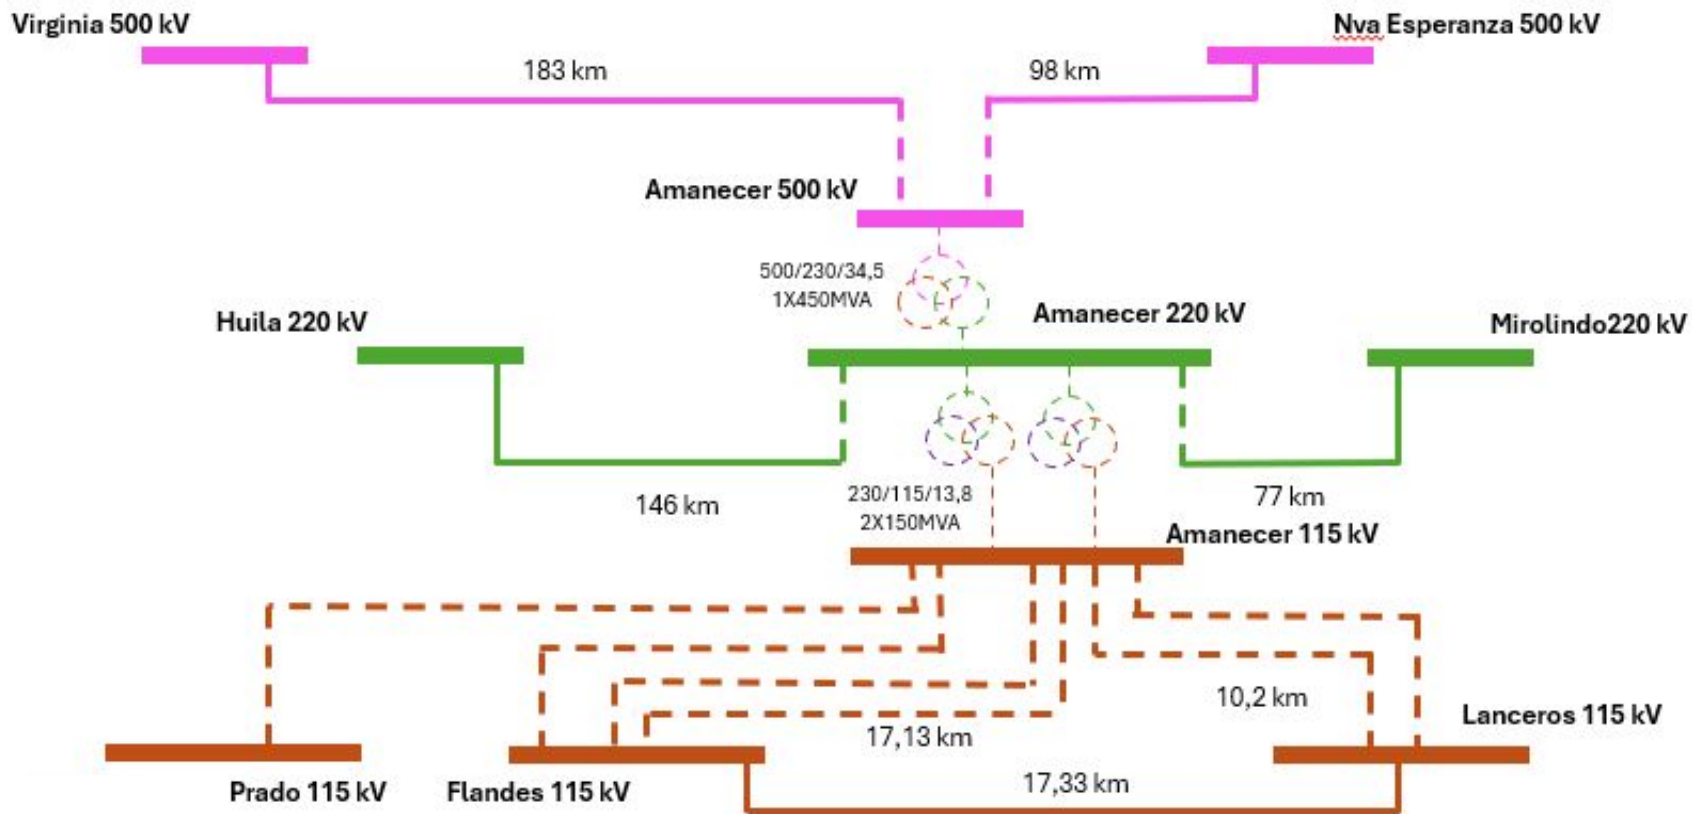 Virginia 500 kV
Nva Esperanza 500 kV
183 km
98 km
Amanecer 500 kV
500/230/34,5
1X450MVA
Amanecer 220 kV
Huila 220 kV
Mirolindo220 kV
146 km
230/115/13,8
2X150MVA
77 km
Amanecer 115 kV
10,2 km
Lanceros 115 kV
17,13 km
17,33 km
Prado 115 kV
Flandes 115 kV